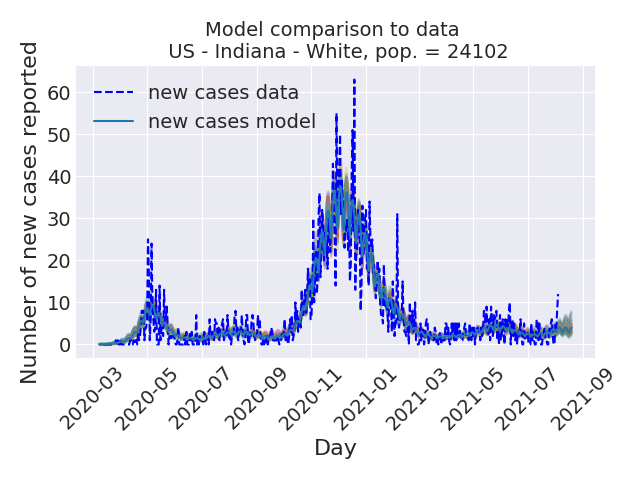 Model comparison to data
US - Indiana - White, pop. = 24102
Number of new cases reported
60
50
40
30
20
10
0
new cases data
new cases model
2020-03
2020-05
2020-07
2020-09
2020-11
2021-01
2021-03
2021-05
2021-07
2021-09
Day